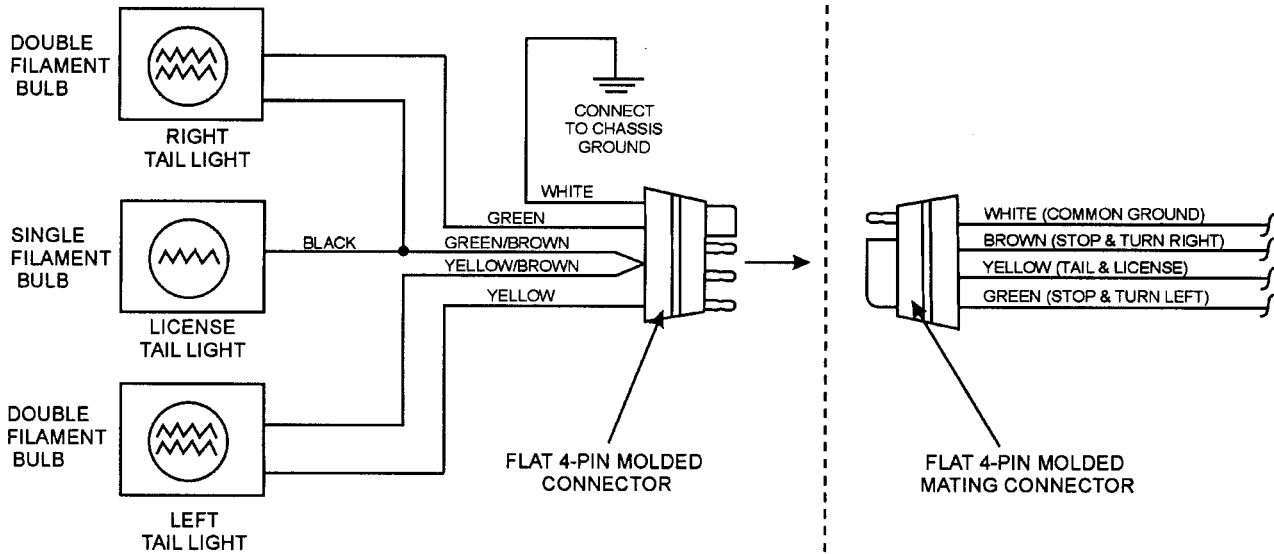 DOUBLE
FILAMENT
BULB
RIGHT
TAIL LIGHT
SINGLE
FILAMENT
BULB
LICENSE
TAIL LIGHT
DOUBLE
FILAMENT
BULB
LEFT
TAIL LIGHT
BLACK
CONNECT
TO CHASSIS
GROUND
WHITE
GREEN
GREEN/BROWN
YELLOW/BROWN
YELLOW
FLAT 4-PIN MOLDED
CONNECTOR
WHITE (COMMON GROUND)
BROWN (STOP & TURN RIGHT)
YELLOW (TAIL & LICENSE)
GREEN (STOP & TURN LEFT)
FLAT 4-PIN MOLDED
MATING CONNECTOR